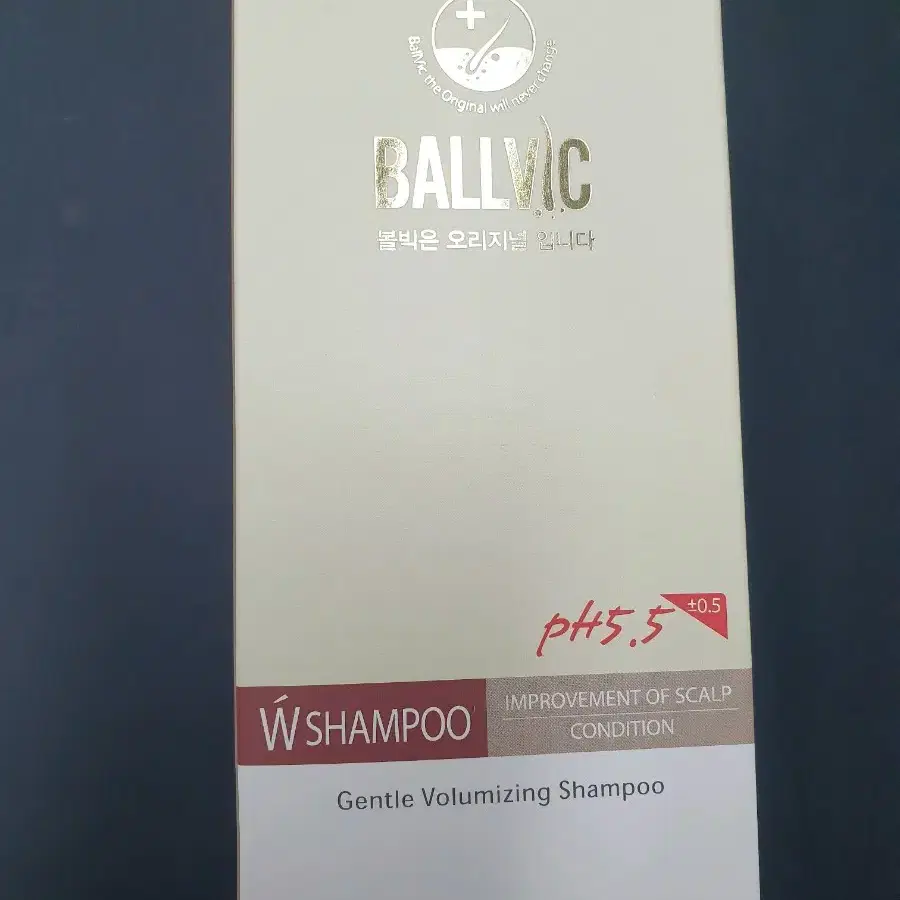 BallVic the Original will never change
BALLVIC
볼빅은 오리지널 입니다
pH5.5
±0.5
ẂSHAMPOO
IMPROVEMENT OF SCALP
CONDITION
Gentle Volumizing Shampoo